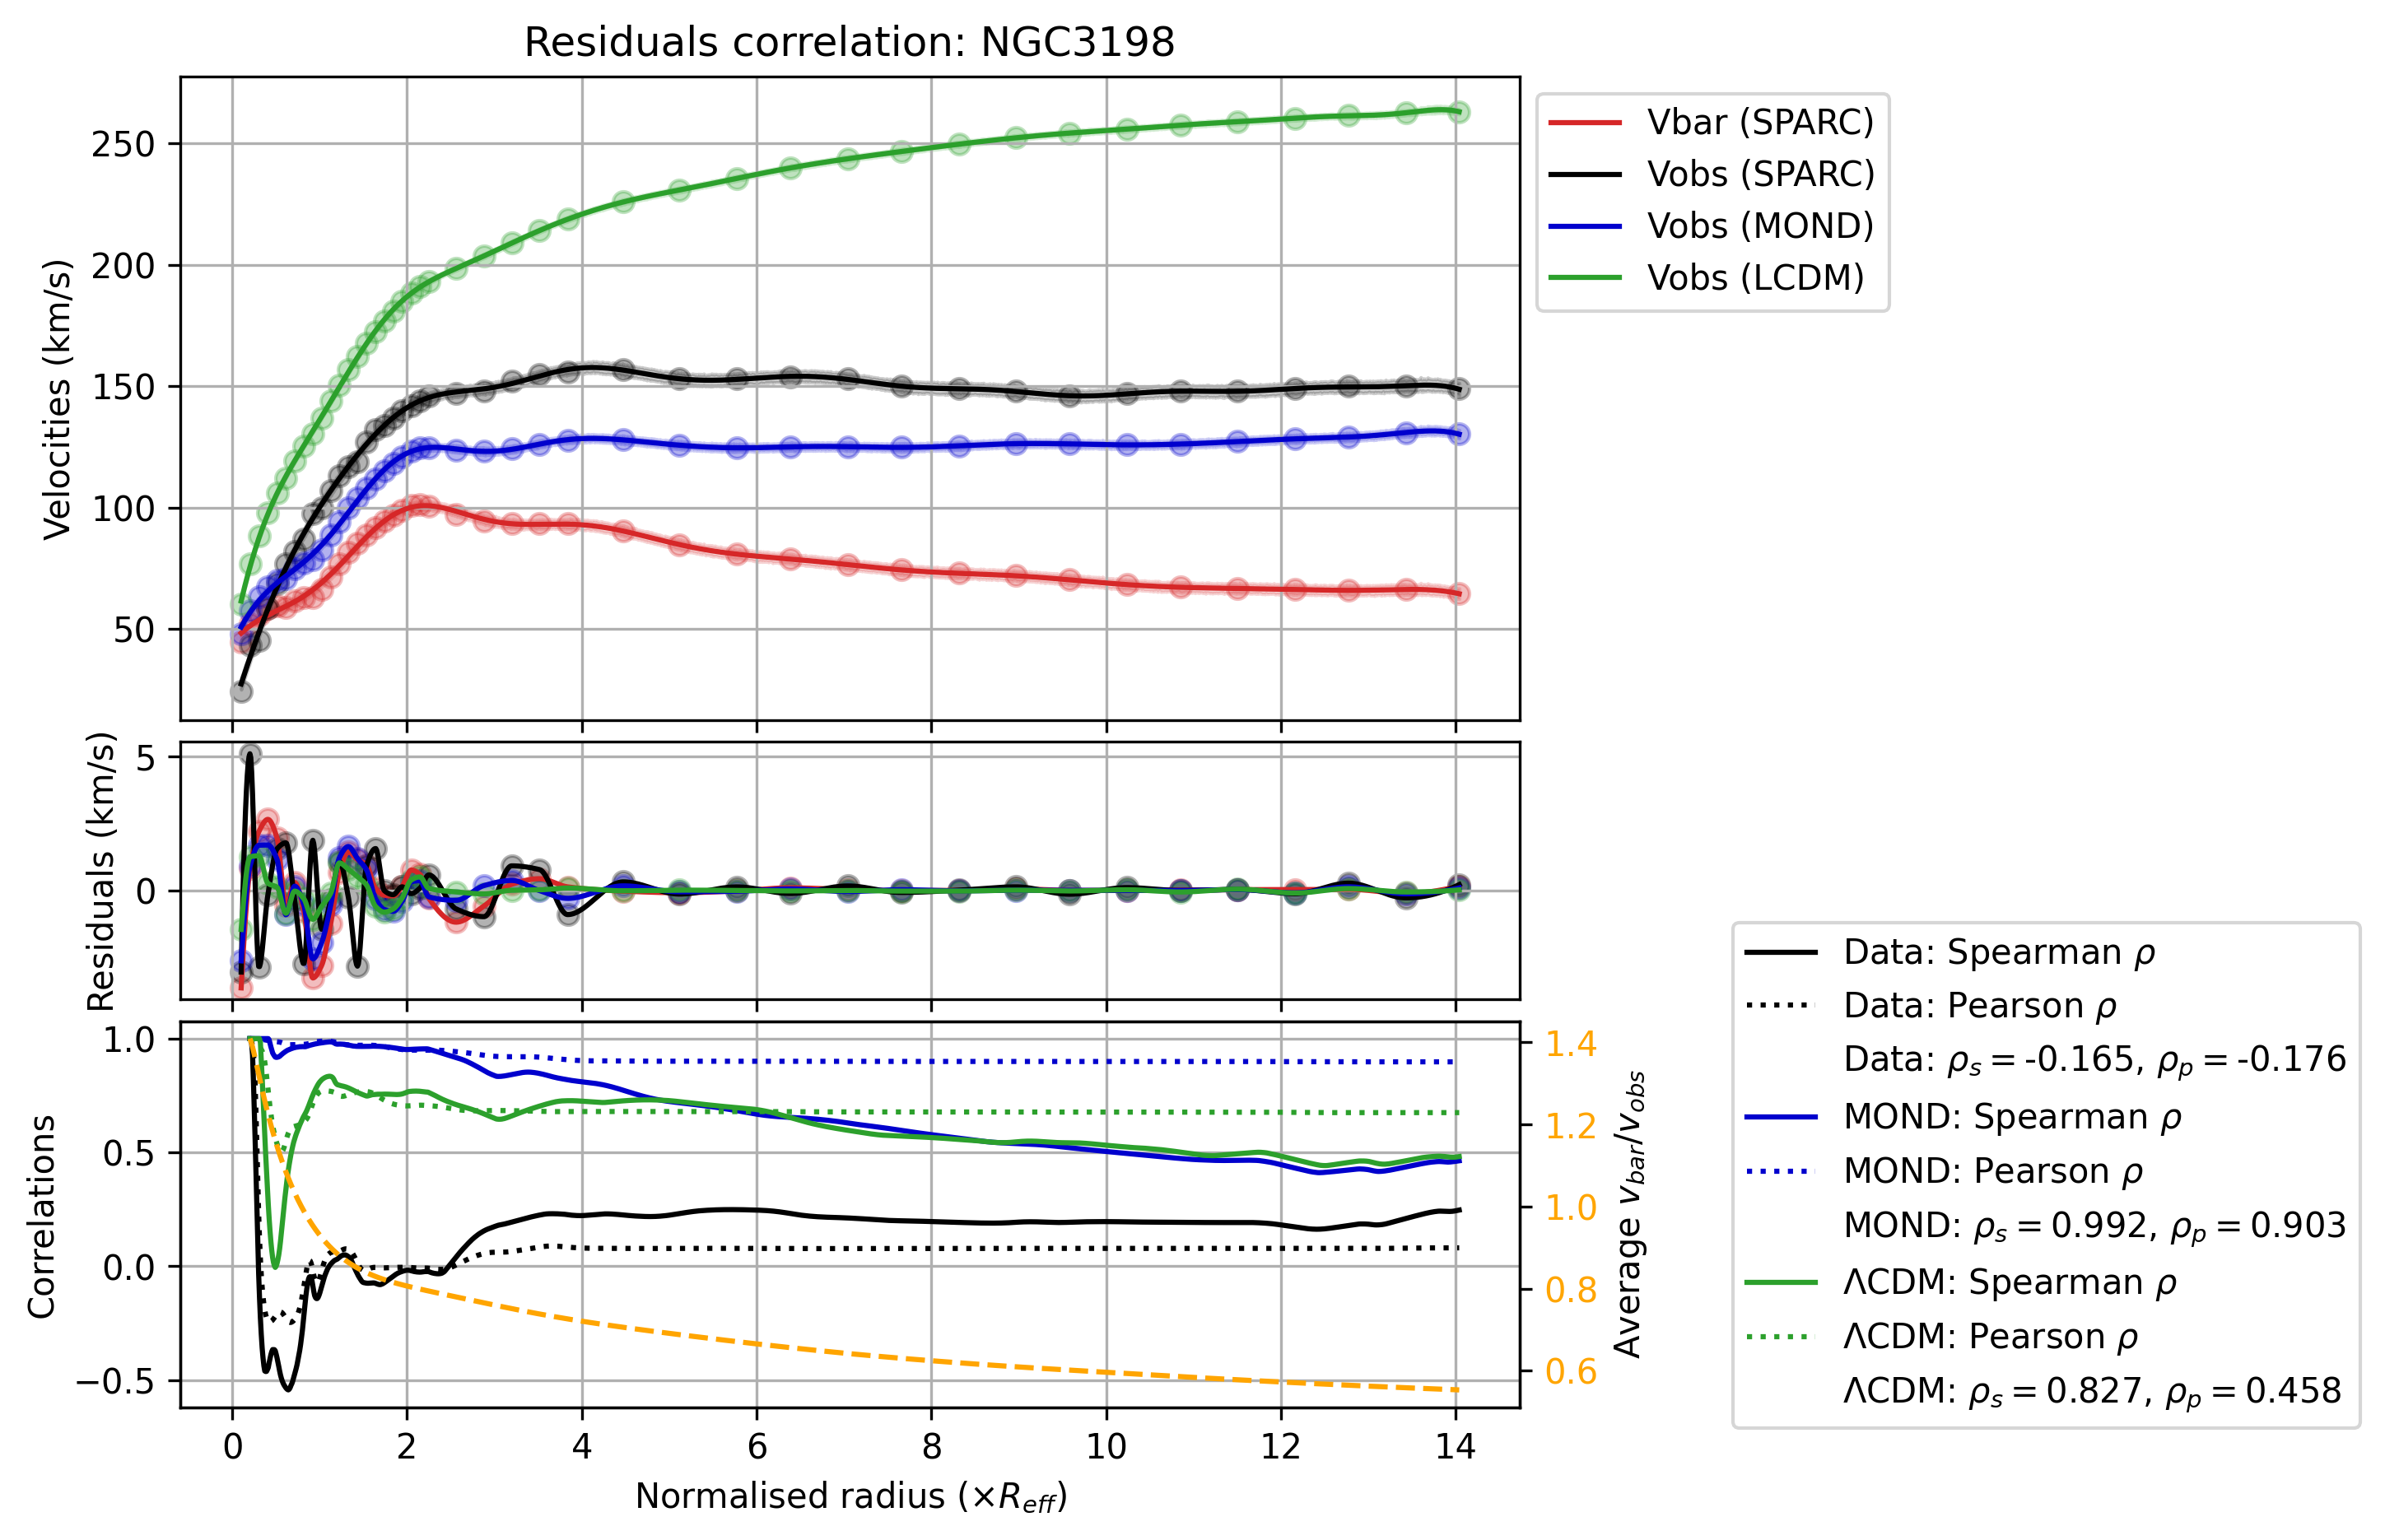 Residuals correlation: NGC3198
Velocities (km/s)
250
200
150
100
50
Vbar (SPARC)
Vobs (SPARC)
Vobs (MOND)
Vobs (LCDM)
Residuals (km/s)
5
0
Correlations
1.0
0.5
0.0
−0.5
1.4
1.2
1.0
0.8
0.6
Average v_bar/v_obs
0 2 4 6 8 10 12 14
Normalised radius (×R_eff)
Data: Spearman ρ
Data: Pearson ρ
Data: ρ_s = -0.165, ρ_p = -0.176
MOND: Spearman ρ
MOND: Pearson ρ
MOND: ρ_s = 0.992, ρ_p = 0.903
ΛCDM: Spearman ρ
ΛCDM: Pearson ρ
ΛCDM: ρ_s = 0.827, ρ_p = 0.458